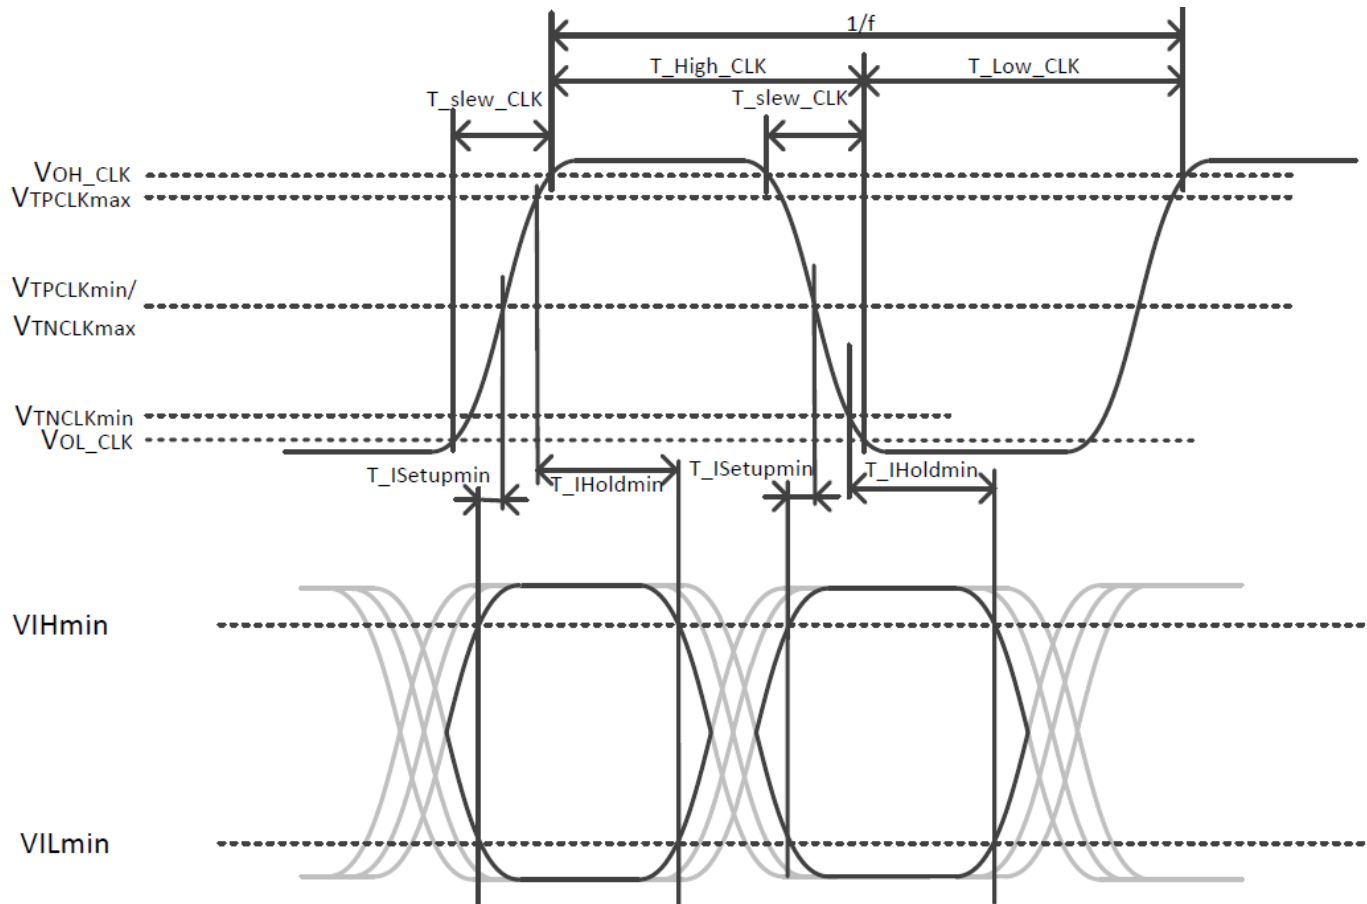 1/f
T_High_CLK
T_Low_CLK
T_slew_CLK
T_slew_CLK
VOH_CLK
VTPCLKmax
VTPCLKmin/
VTNCLKmax
VTNCLKmin
VOL_CLK
T_ISetupmin
T_IHoldmin
T_ISetupmin
T_IHoldmin
VIHmin
VILmin